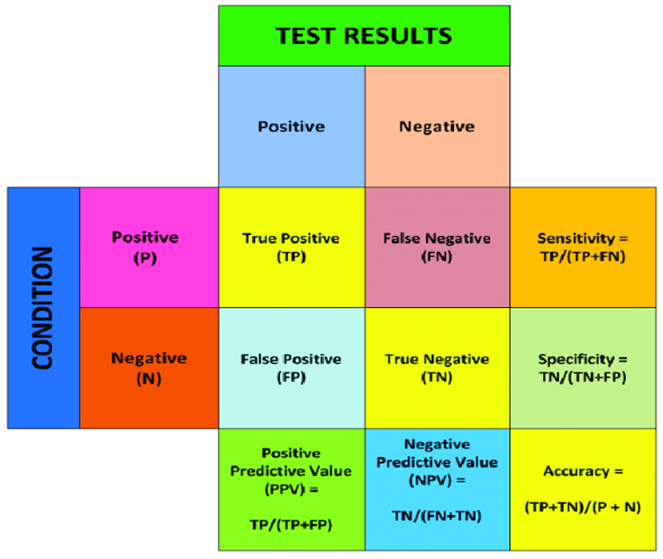 TEST RESULTS
Positive
Negative
CONDITION
Positive
(P)
True Positive
(TP)
False Negative
(FN)
Sensitivity =
TP/(TP+FN)
Negative
(N)
False Positive
(FP)
True Negative
(TN)
Specificity =
TN/(TN+FP)
Positive
Predictive Value
(PPV) =
TP/(TP+FP)
Negative
Predictive Value
(NPV) =
TN/(FN+TN)
Accuracy =
(TP+TN)/(P + N)